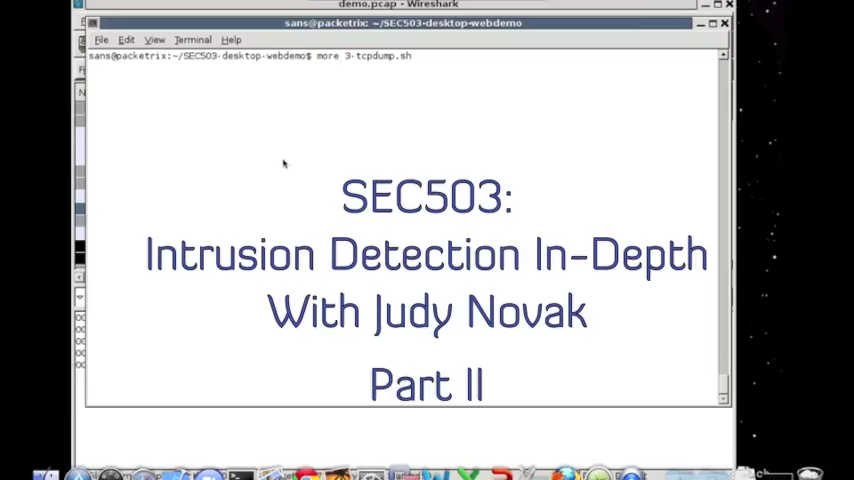 demo.pcap - Wireshark
sans@packetrix: ~/SEC503-desktop-webdemo
File Edit View Terminal Help
sans@packetrix:~/SEC503-desktop-webdemo$ more 3-tcpdump.sh
SEC503:
Intrusion Detection In-Depth
With Judy Novak
Part II